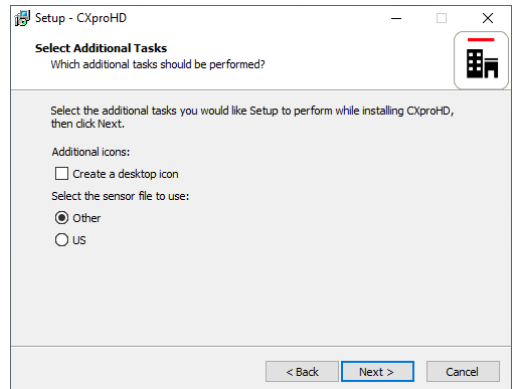 Setup - CXproHD
Select Additional Tasks
Which additional tasks should be performed?
Select the additional tasks you would like Setup to perform while installing CXproHD,
then click Next.
Additional icons:
Create a desktop icon
Select the sensor file to use:
Other
US
< Back
Next >
Cancel